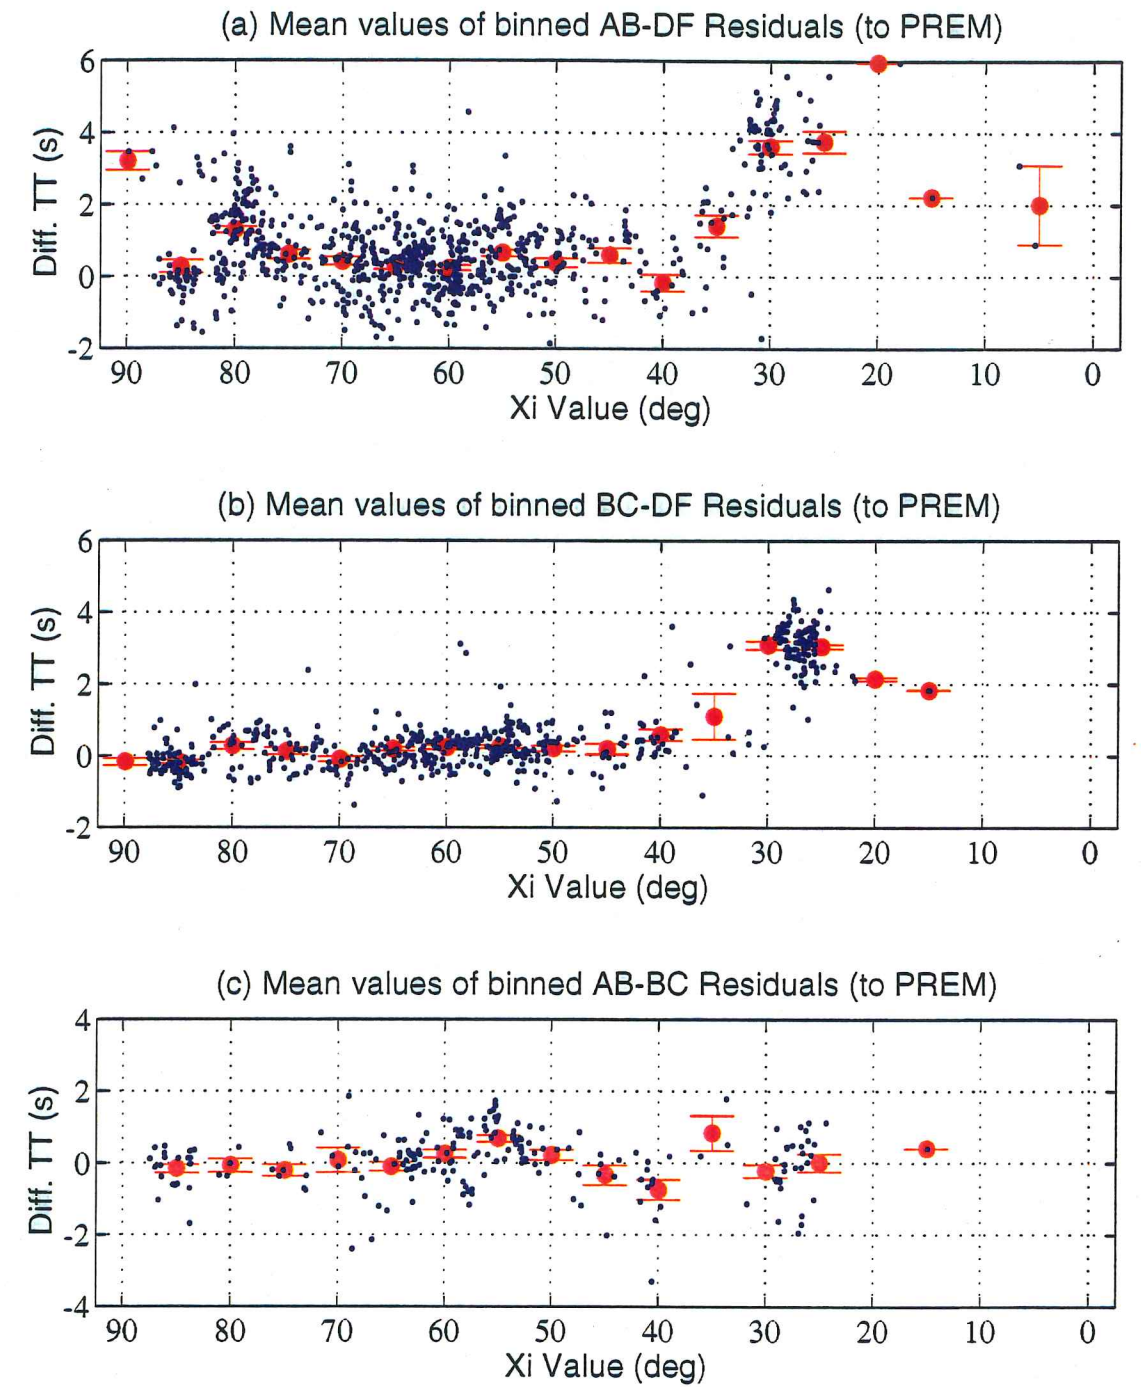 (a) Mean values of binned AB-DF Residuals (to PREM)
6
4
2
0
-2
Diff. TT (s)
90 80 70 60 50 40 30 20 10 0
Xi Value (deg)
(b) Mean values of binned BC-DF Residuals (to PREM)
6
4
2
0
-2
Diff. TT (s)
90 80 70 60 50 40 30 20 10 0
Xi Value (deg)
(c) Mean values of binned AB-BC Residuals (to PREM)
4
2
0
-2
-4
Diff. TT (s)
90 80 70 60 50 40 30 20 10 0
Xi Value (deg)